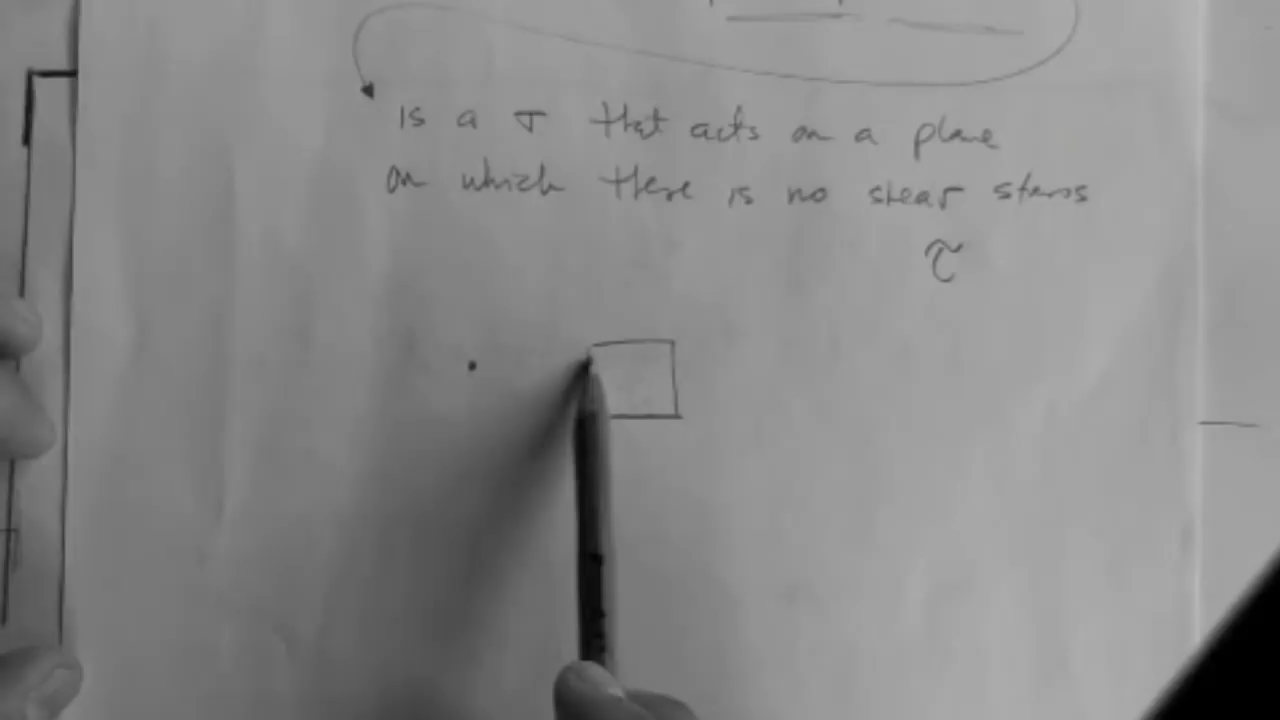 is a σ that acts on a plane
on which there is no shear stress
τ